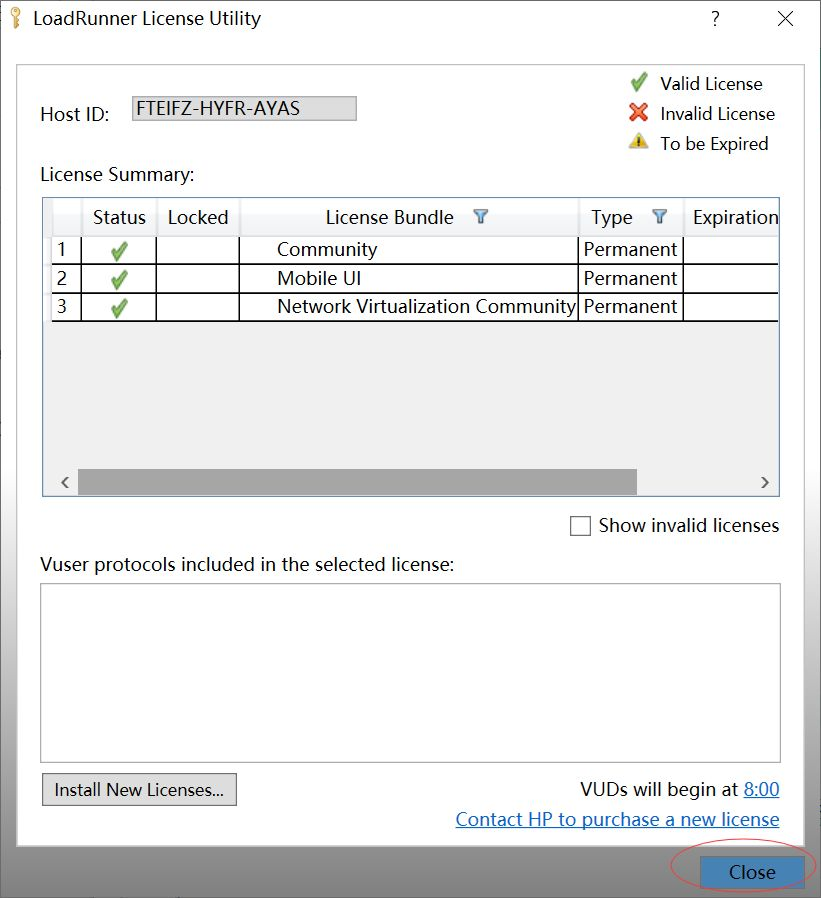 LoadRunner License Utility
?
Valid License
Host ID: FTEIFZ-HYFR-AYAS
Invalid License
To be Expired
License Summary:
Status Locked License Bundle Type Expiration
1 Community Permanent
2 Mobile UI Permanent
3 Network Virtualization Community Permanent
Show invalid licenses
Vuser protocols included in the selected license:
Install New Licenses...
VUDs will begin at 8:00
Contact HP to purchase a new license
Close